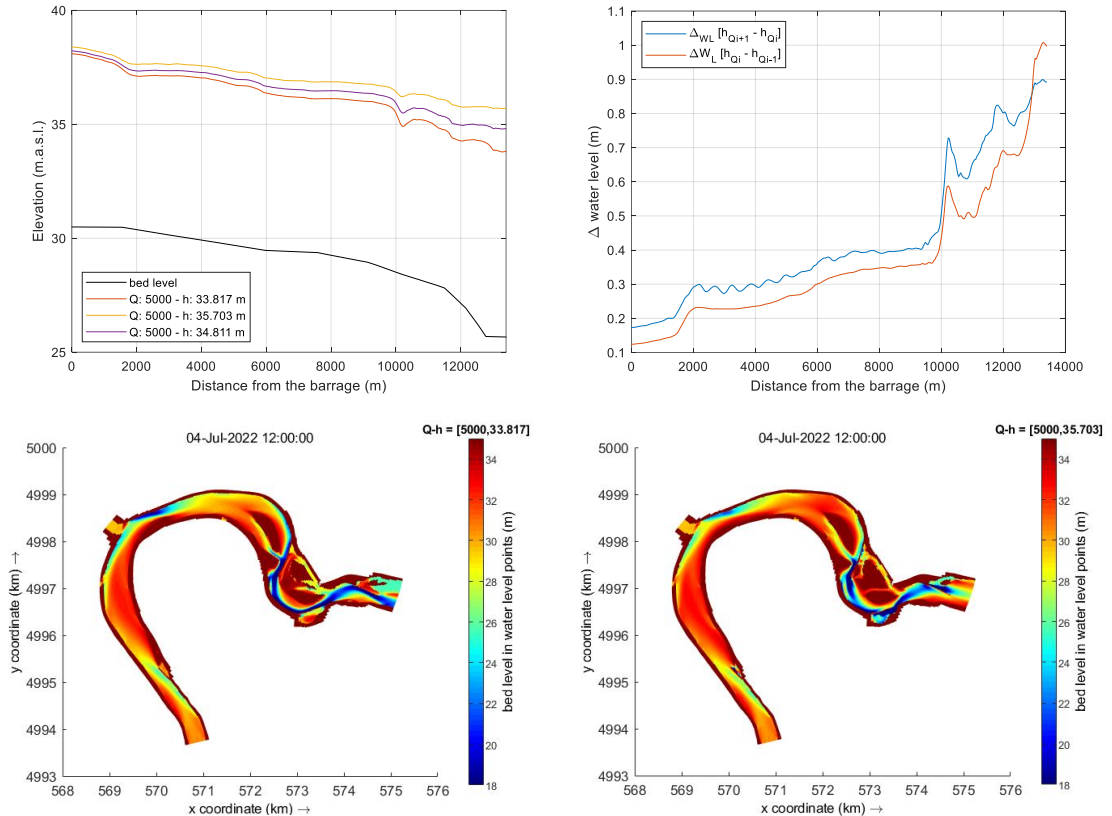 40
35
30
25
Elevation (m.a.s.l.)
bed level
Q: 5000 - h: 33.817 m
Q: 5000 - h: 35.703 m
Q: 5000 - h: 34.811 m
0 2000 4000 6000 8000 10000 12000
Distance from the barrage (m)
1.1
1
0.9
0.8
0.7
0.6
0.5
0.4
0.3
0.2
0.1
Δ water level (m)
Δ_WL [h_Qi+1 - h_Qi]
ΔW_L [h_Qi - h_Qi-1]
0 2000 4000 6000 8000 10000 12000 14000
Distance from the barrage (m)
Q-h = [5000,33.817]
04-Jul-2022 12:00:00
5000
4999
4998
4997
4996
4995
4994
4993
y coordinate (km) →
568 569 570 571 572 573 574 575 576
x coordinate (km) →
34
32
30
28
26
24
22
20
18
bed level in water level points (m)
Q-h = [5000,35.703]
04-Jul-2022 12:00:00
5000
4999
4998
4997
4996
4995
4994
4993
y coordinate (km) →
568 569 570 571 572 573 574 575 576
x coordinate (km) →
34
32
30
28
26
24
22
20
18
bed level in water level points (m)